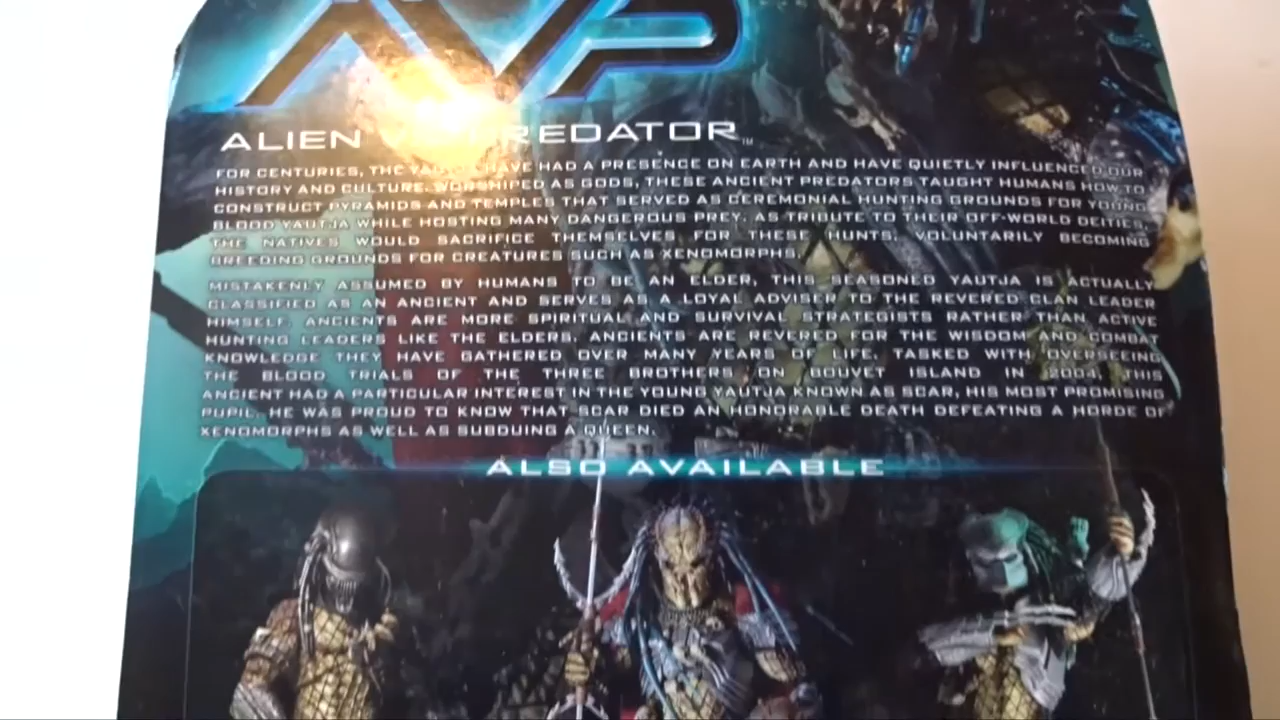 AVP
ALIEN PREDATOR™
FOR CENTURIES, THE YAUTJA HAVE HAD A PRESENCE ON EARTH AND HAVE QUIETLY INFLUENCED OUR
HISTORY AND CULTURE. WORSHIPED AS GODS, THESE ANCIENT PREDATORS TAUGHT HUMANS HOW TO
CONSTRUCT PYRAMIDS AND TEMPLES THAT SERVED AS CEREMONIAL HUNTING GROUNDS FOR YOUNG
BLOOD YAUTJA WHILE HOSTING MANY DANGEROUS PREY. AS TRIBUTE TO THEIR OFF-WORLD DEITIES,
THE NATIVES WOULD SACRIFICE THEMSELVES FOR THESE HUNTS, VOLUNTARILY BECOMING
BREEDING GROUNDS FOR CREATURES SUCH AS XENOMORPHS.
MISTAKENLY ASSUMED BY HUMANS TO BE AN ELDER, THIS SEASONED YAUTJA IS ACTUALLY
CLASSIFIED AS AN ANCIENT AND SERVES AS A LOYAL ADVISER TO THE REVERED CLAN LEADER
HIMSELF. ANCIENTS ARE MORE SPIRITUAL AND SURVIVAL STRATEGISTS RATHER THAN ACTIVE
HUNTING LEADERS LIKE THE ELDERS. ANCIENTS ARE REVERED FOR THE WISDOM AND COMBAT
KNOWLEDGE THEY HAVE GATHERED OVER MANY YEARS OF LIFE. TASKED WITH OVERSEEING
THE BLOOD TRIALS OF THE THREE BROTHERS ON BOUVET ISLAND IN 2004, THIS
ANCIENT HAD A PARTICULAR INTEREST IN THE YOUNG YAUTJA KNOWN AS SCAR, HIS MOST PROMISING
PUPIL. HE WAS PROUD TO KNOW THAT SCAR DIED AN HONORABLE DEATH DEFEATING A HORDE OF
XENOMORPHS AS WELL AS SUBDUING A QUEEN.
ALSO AVAILABLE